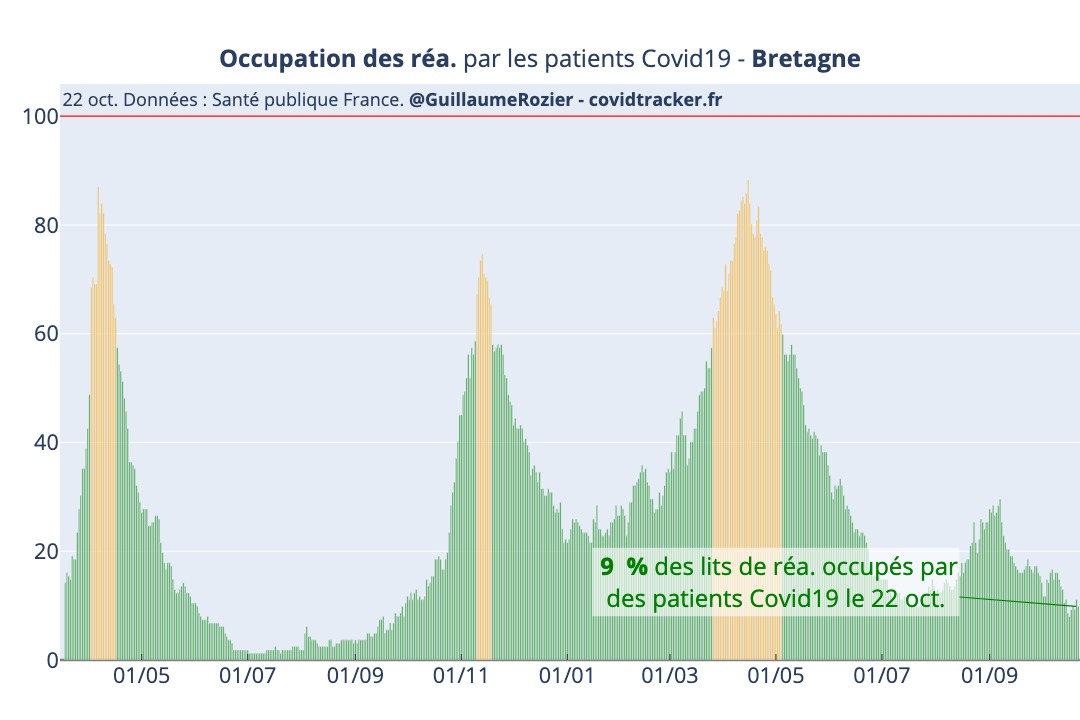 Occupation des réa. par les patients Covid19 - Bretagne
22 oct. Données : Santé publique France. @GuillaumeRozier - covidtracker.fr
100
80
60
40
20
0
9 % des lits de réa. occupés par
des patients Covid19 le 22 oct.
01/05 01/07 01/09 01/11 01/01 01/03 01/05 01/07 01/09